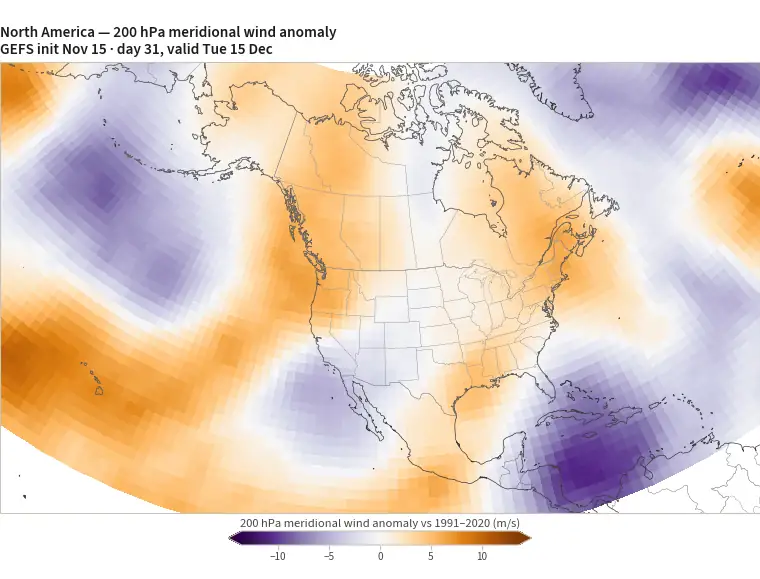 North America — 200 hPa meridional wind anomaly
GEFS init Nov 15 · day 31, valid Tue 15 Dec
200 hPa meridional wind anomaly vs 1991–2020 (m/s)
−10 −5 0 5 10